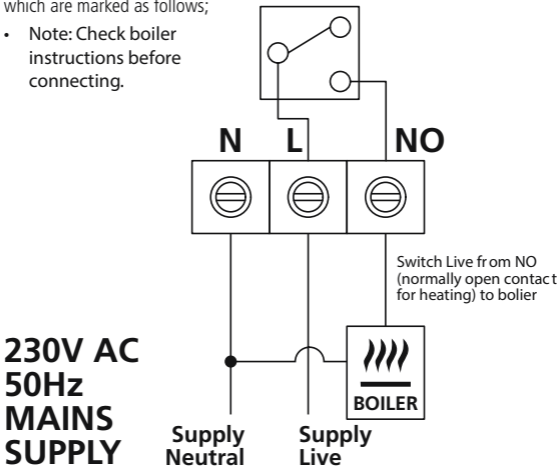 which are marked as follows;
• Note: Check boiler
instructions before
connecting.
N L NO
Switch Live from NO
(normally open contact
for heating) to bolier
BOILER
230V AC
50Hz
MAINS
SUPPLY
Supply
Neutral
Supply
Live